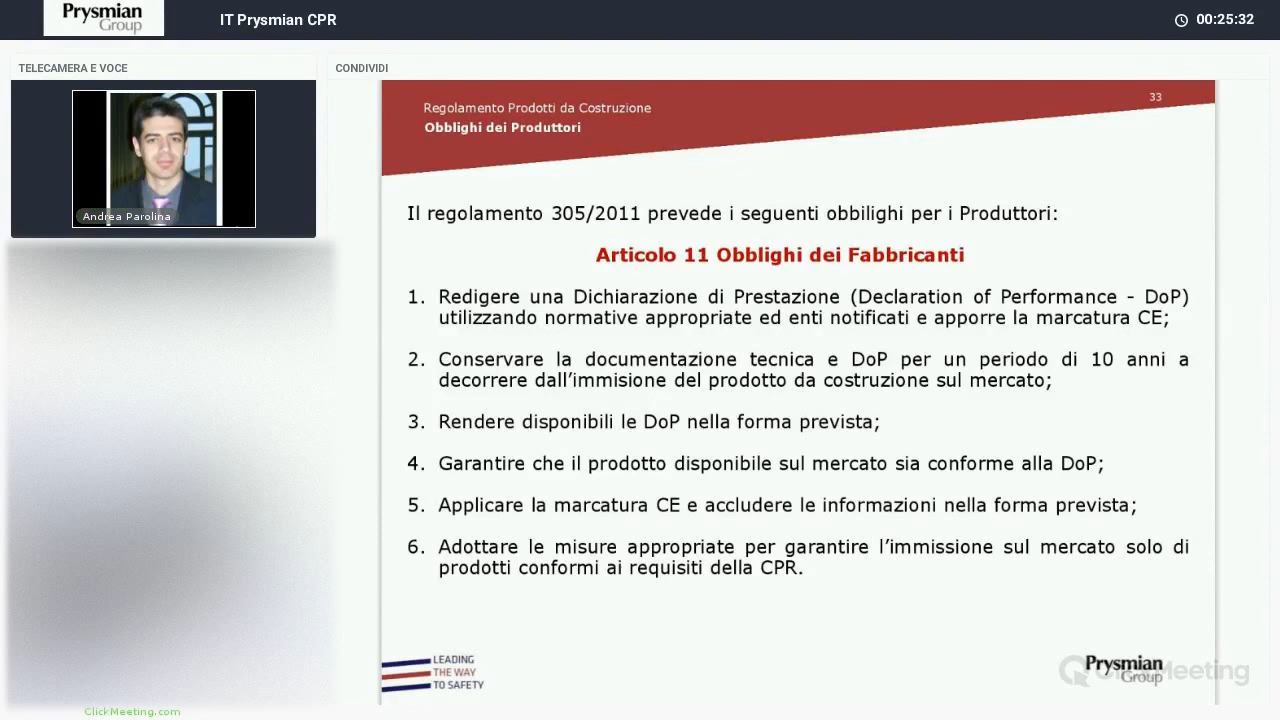 Prysmian
Group
IT Prysmian CPR
00:25:32
TELECAMERA E VOCE
CONDIVIDI
Andrea Parolina
Regolamento Prodotti da Costruzione
Obblighi dei Produttori
33
Il regolamento 305/2011 prevede i seguenti obbilighi per i Produttori:
Articolo 11 Obblighi dei Fabbricanti
1. Redigere una Dichiarazione di Prestazione (Declaration of Performance - DoP)
utilizzando normative appropriate ed enti notificati e apporre la marcatura CE;
2. Conservare la documentazione tecnica e DoP per un periodo di 10 anni a
decorrere dall’immisione del prodotto da costruzione sul mercato;
3. Rendere disponibili le DoP nella forma prevista;
4. Garantire che il prodotto disponibile sul mercato sia conforme alla DoP;
5. Applicare la marcatura CE e accludere le informazioni nella forma prevista;
6. Adottare le misure appropriate per garantire l’immissione sul mercato solo di
prodotti conformi ai requisiti della CPR.
LEADING
THE WAY
TO SAFETY
Prysmian
Group
Meeting
ClickMeeting.com